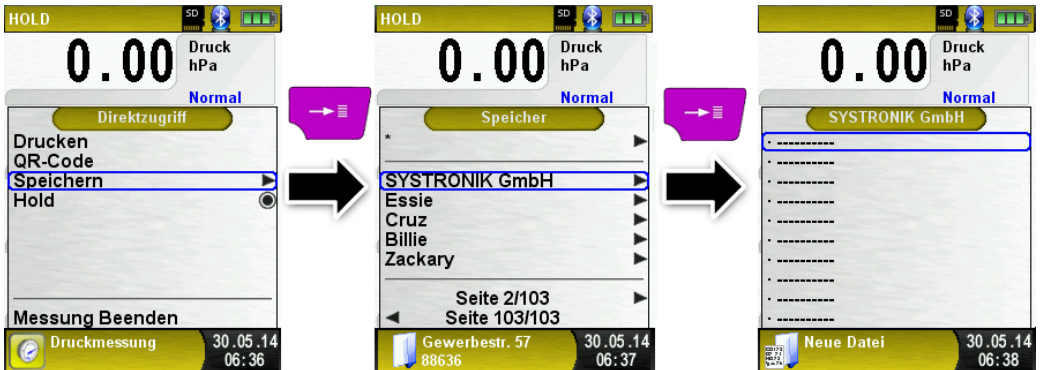 HOLD
SD
0.00
Druck
hPa
Normal
Direktzugriff
Drucken
QR-Code
Speichern
Hold
Messung Beenden
Druckmessung
30.05.14
06:36
HOLD
SD
0.00
Druck
hPa
Normal
Speicher
*
SYSTRONIK GmbH
Essie
Cruz
Billie
Zackary
Seite 2/103
Seite 103/103
Gewerbestr. 57
88636
30.05.14
06:37
SD
0.00
Druck
hPa
Normal
SYSTRONIK GmbH
· ----------
· ----------
· ----------
· ----------
· ----------
· ----------
· ----------
· ----------
· ----------
· ----------
Neue Datei
30.05.14
06:38